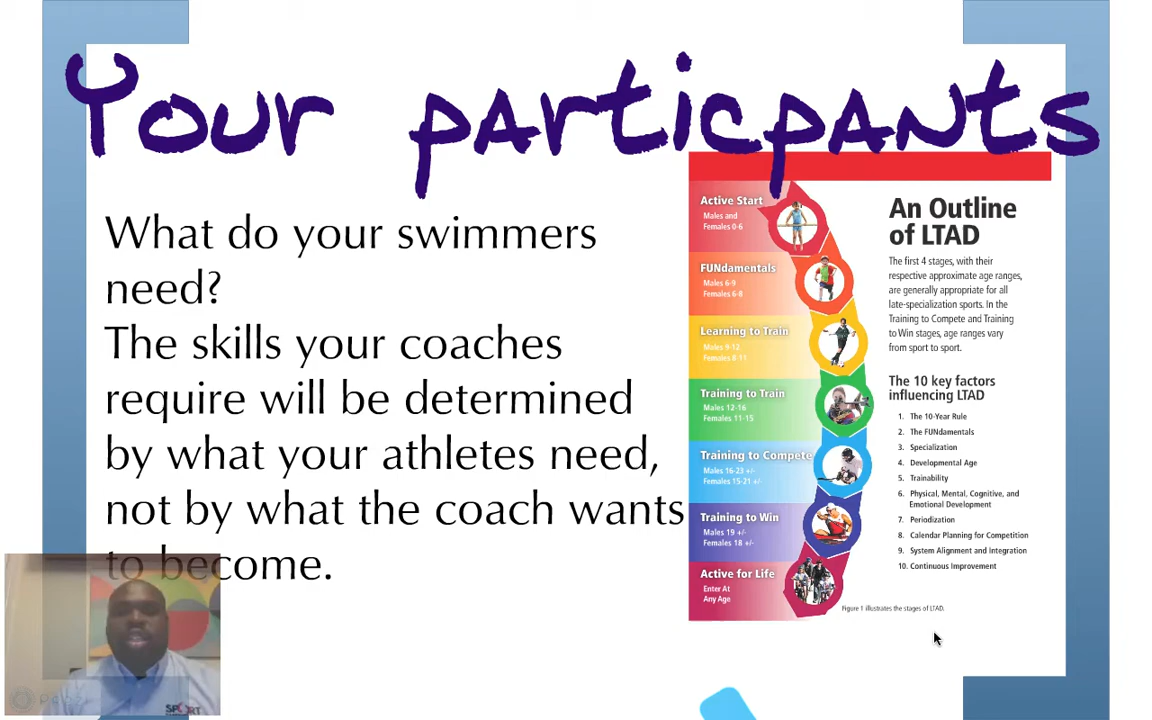 Your particpants
What do your swimmers
need?
The skills your coaches
require will be determined
by what your athletes need,
not by what the coach wants
to become.
Active Start
Males and
Females 0-6
FUNdamentals
Males 6-9
Females 6-8
Learning to Train
Males 9-12
Females 8-11
Training to Train
Males 12-16
Females 11-15
Training to Compete
Males 16-23 +/-
Females 15-21 +/-
Training to Win
Males 19 +/-
Females 18 +/-
Active for Life
Enter At
Any Age
An Outline
of LTAD
The first 4 stages, with their
respective approximate age ranges,
are generally appropriate for all
late-specialization sports. In the
Training to Compete and Training
to Win stages, age ranges vary
from sport to sport.
The 10 key factors
influencing LTAD
1. The 10-Year Rule
2. The FUNdamentals
3. Specialization
4. Developmental Age
5. Trainability
6. Physical, Mental, Cognitive, and
Emotional Development
7. Periodization
8. Calendar Planning for Competition
9. System Alignment and Integration
10. Continuous Improvement
Figure 1 illustrates the stages of LTAD.
SPORT